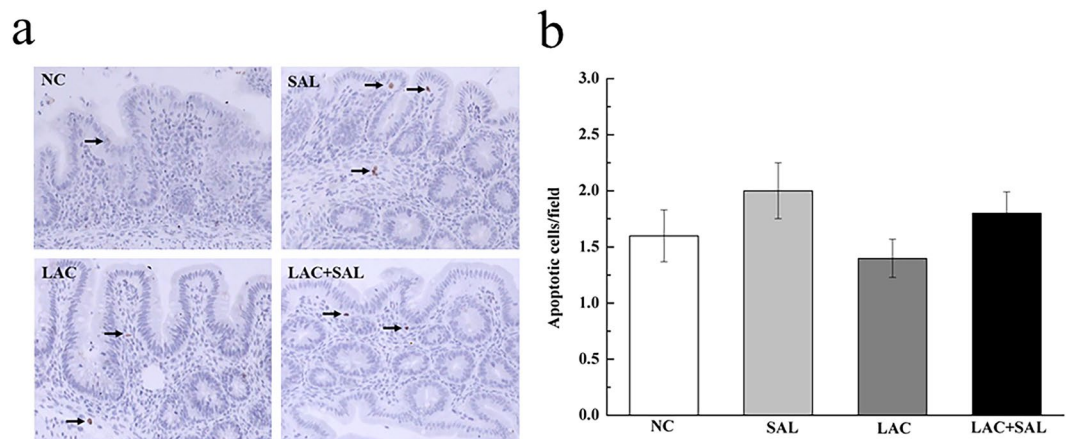 a
NC
SAL
LAC
LAC+SAL
b
Apoptotic cells/field
3.0
2.5
2.0
1.5
1.0
0.5
0.0
NC SAL LAC LAC+SAL